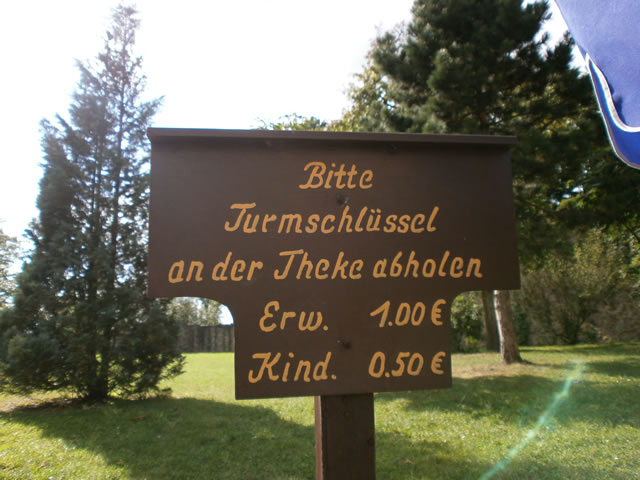 Bitte
Turmschlüssel
an der Theke abholen
Erw. 1.00 €
Kind. 0.50 €